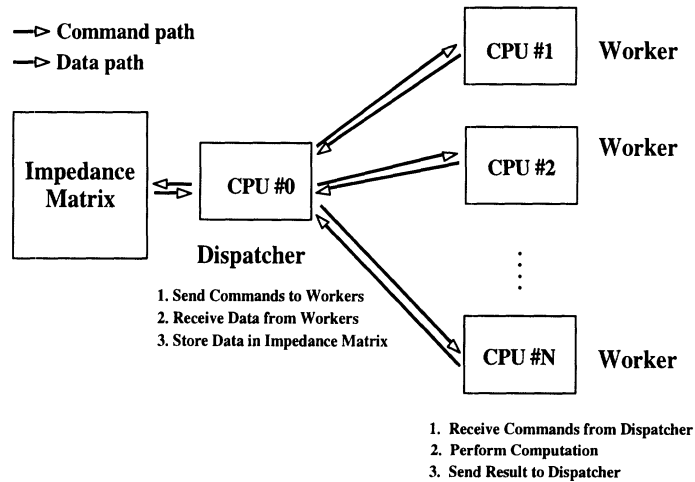 Command path
Data path
CPU #1
Worker
Impedance
Matrix
CPU #0
CPU #2
Worker
Dispatcher
1. Send Commands to Workers
2. Receive Data from Workers
3. Store Data in Impedance Matrix
CPU #N
Worker
1. Receive Commands from Dispatcher
2. Perform Computation
3. Send Result to Dispatcher